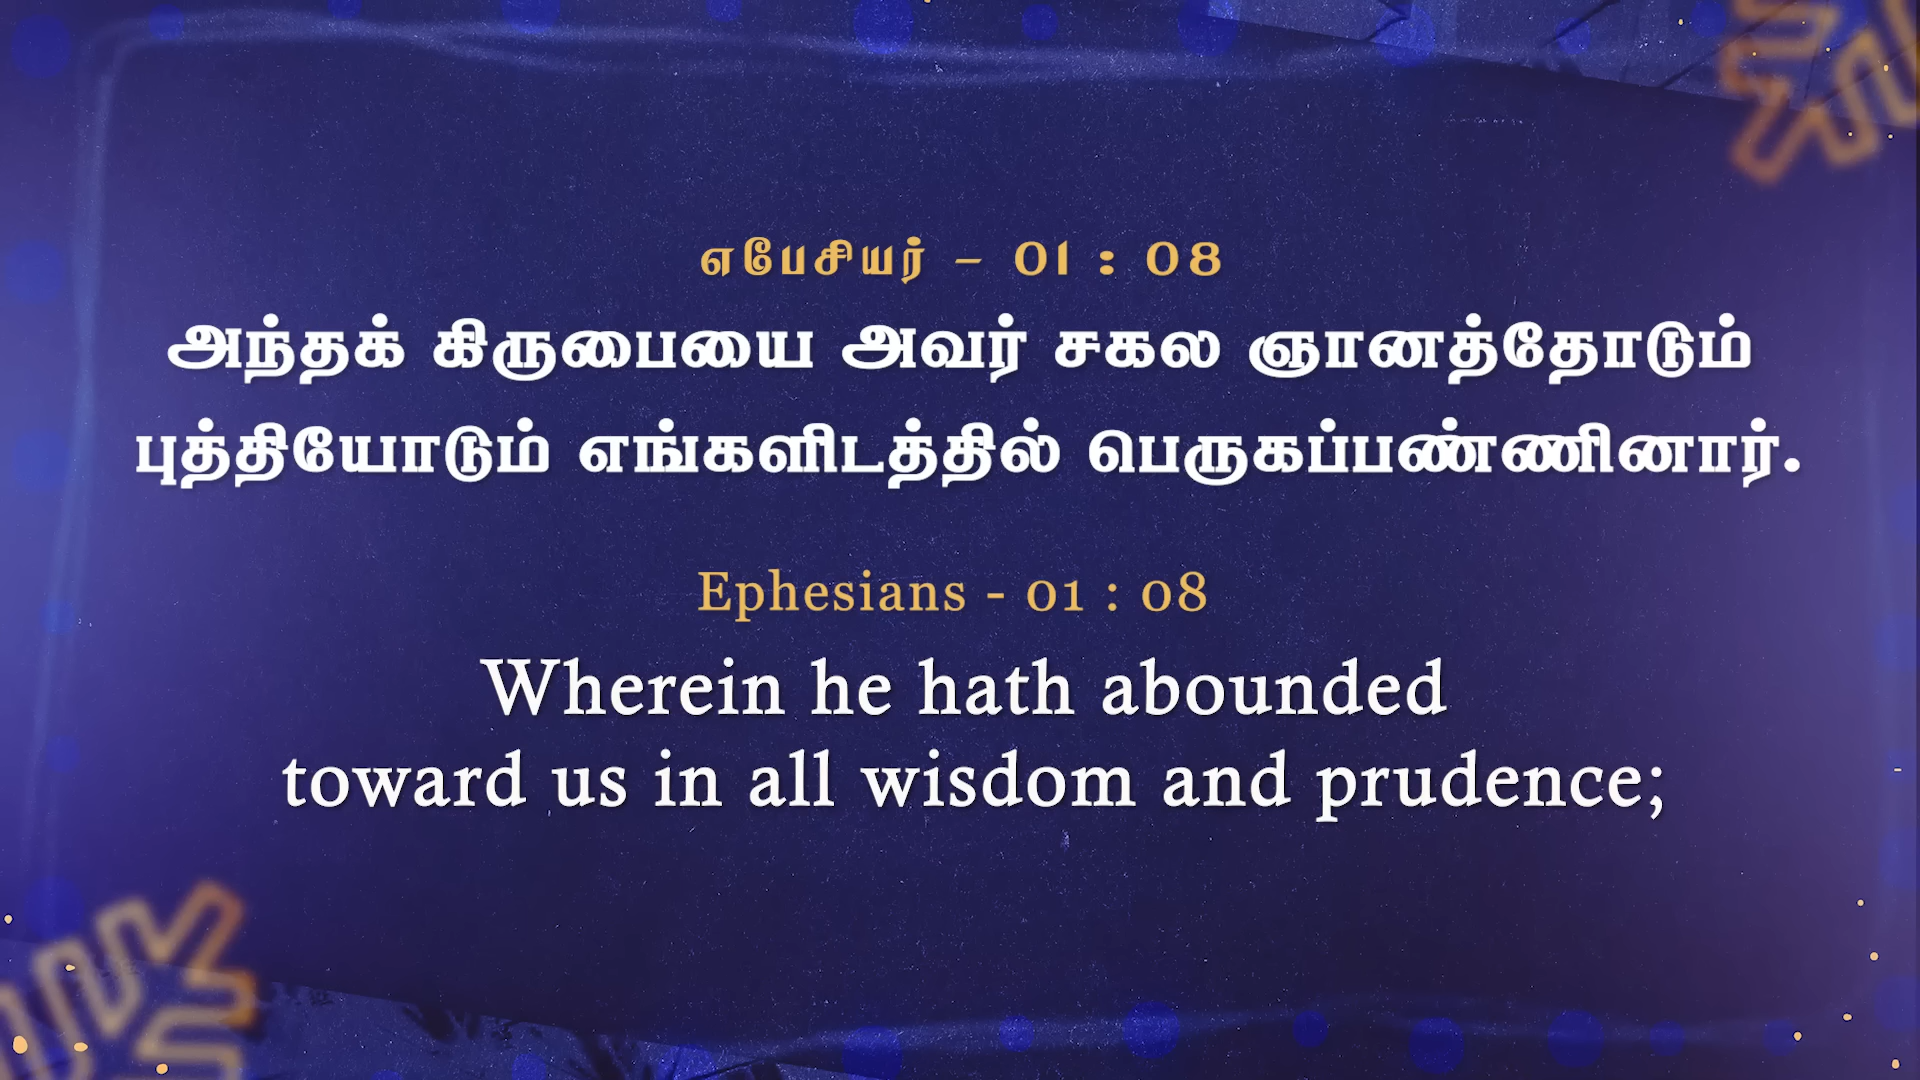 ஏபேசியர் - 01 : 08
அந்தக் கிருபையை அவர் சகல ஞானத்தோடும்
புத்தியோடும் எங்களிடத்தில் பெருகப்பண்ணினார்.
Ephesians - 01 : 08
Wherein he hath abounded
toward us in all wisdom and prudence;